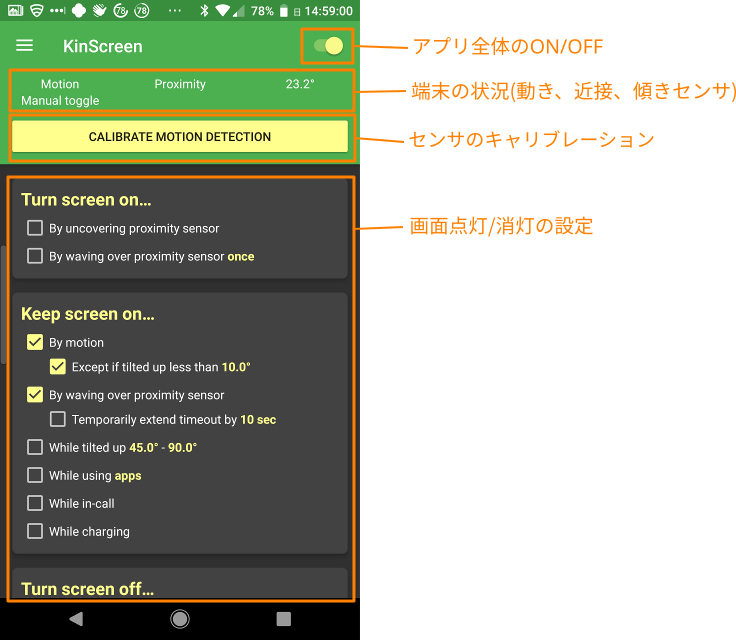 78 78 ... 78% 日 14:59:00
KinScreen
アプリ全体のON/OFF
Motion Proximity 23.2°
Manual toggle
端末の状況(動き、近接、傾きセンサ)
CALIBRATE MOTION DETECTION
センサのキャリブレーション
Turn screen on...
By uncovering proximity sensor
画面点灯/消灯の設定
By waving over proximity sensor once
Keep screen on...
By motion
Except if tilted up less than 10.0°
By waving over proximity sensor
Temporarily extend timeout by 10 sec
While tilted up 45.0° - 90.0°
While using apps
While in-call
While charging
Turn screen off...